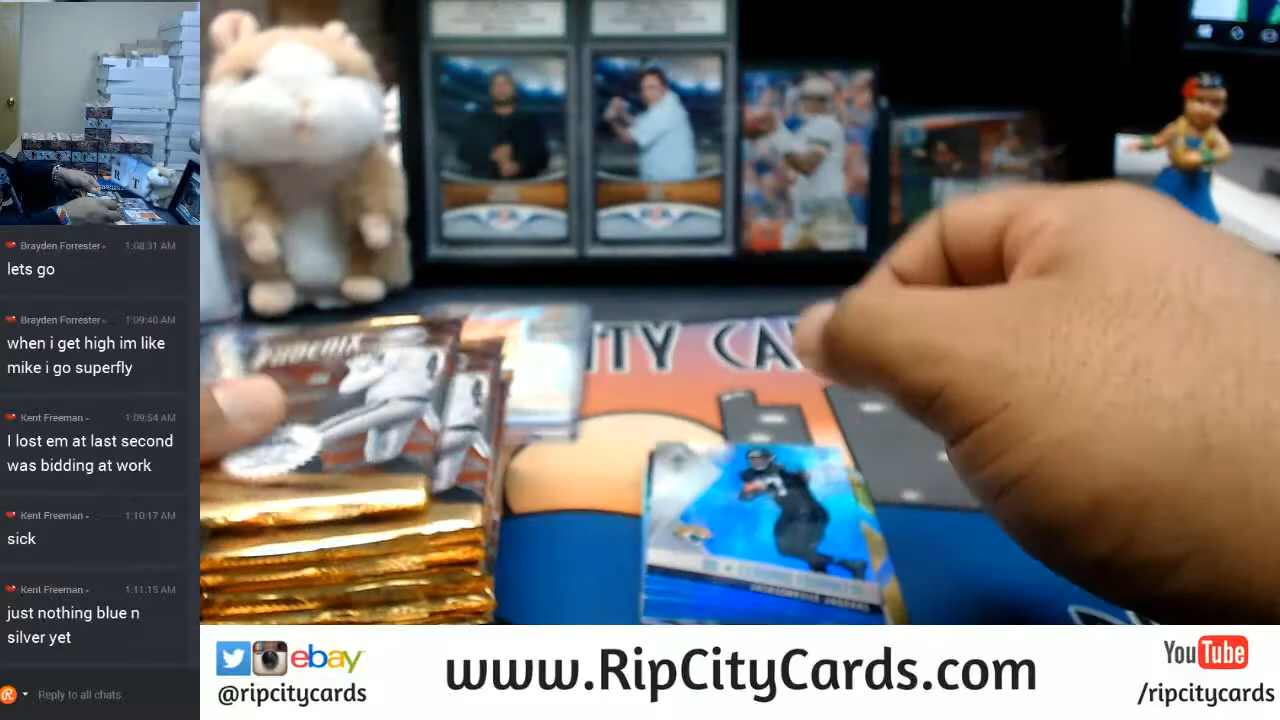 Brayden Forrester- 1:08:31 AM
lets go
Brayden Forrester- 1:09:40 AM
when i get high im like
mike i go superfly
Kent Freeman - 1:09:54 AM
I lost em at last second
was bidding at work
Kent Freeman - 1:10:17 AM
sick
Kent Freeman - 1:11:15 AM
just nothing blue n
silver yet
Reply to all chats
PHOENIX
ITY CA
ebay
@ripcitycards
www.RipCityCards.com
YouTube
/ripcitycards